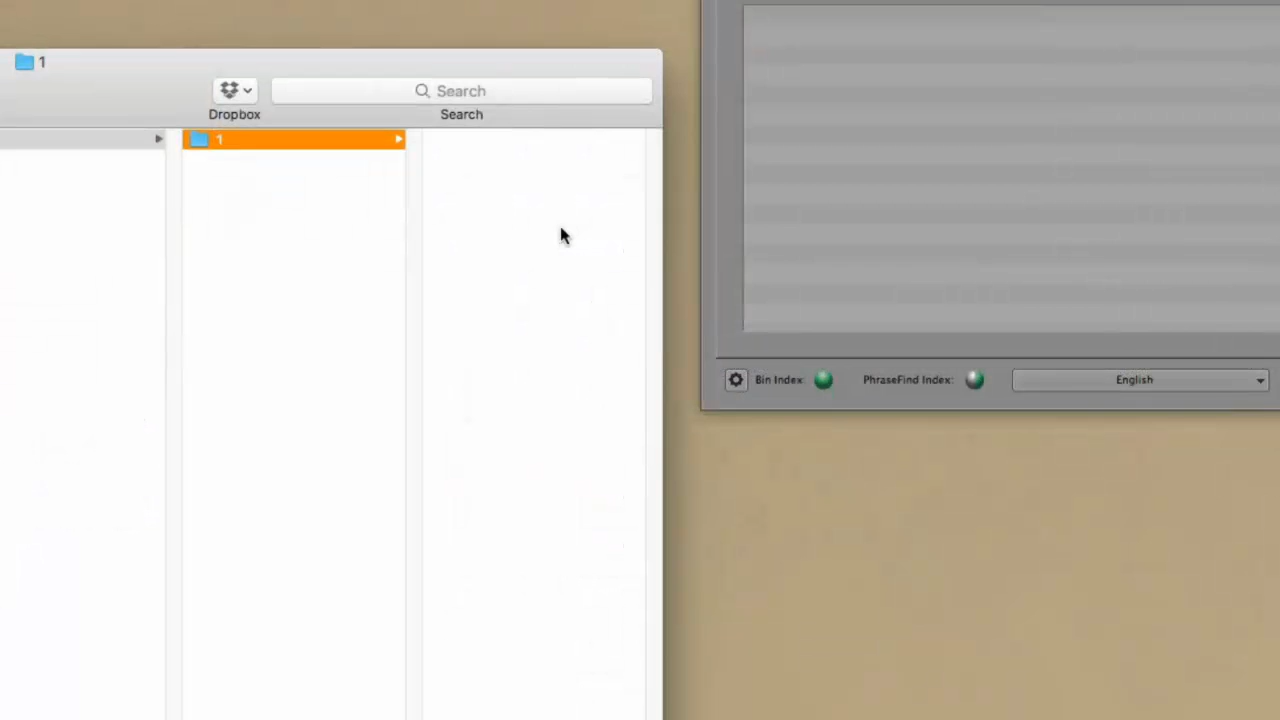 1
Search
Dropbox
Search
1
Bin Index:
PhraseFind Index:
English